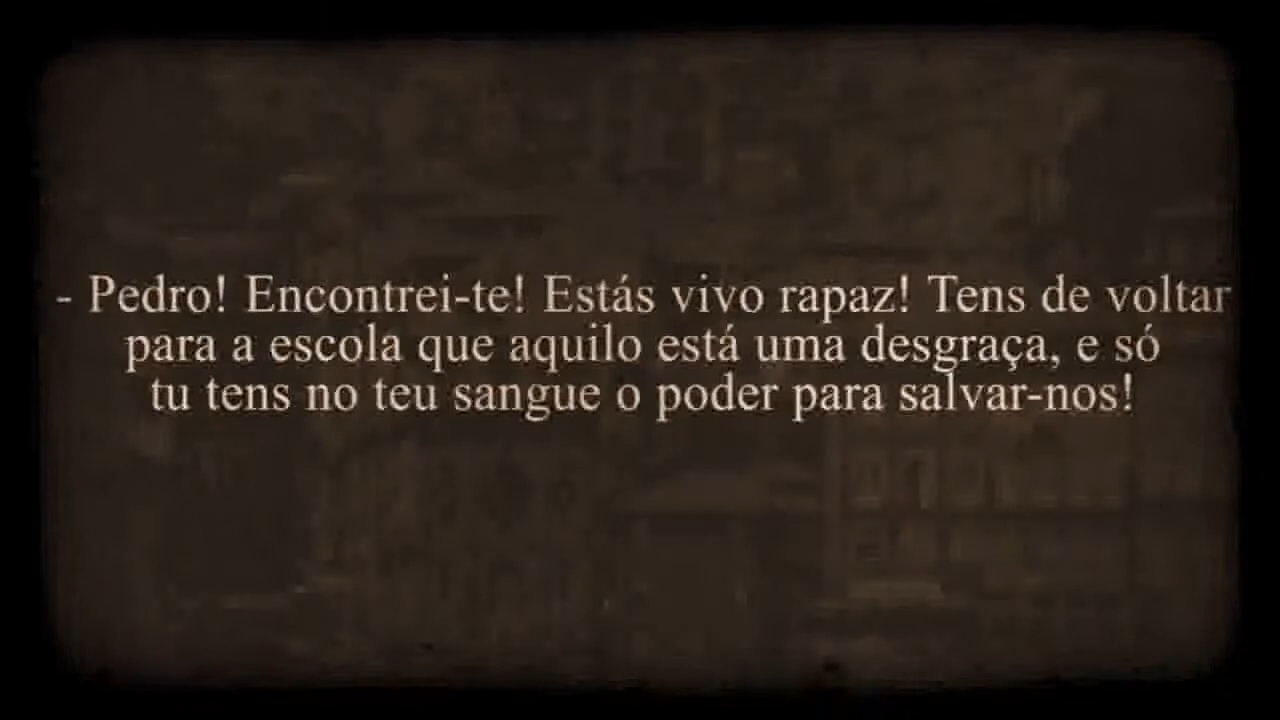 - Pedro! Encontrei-te! Estás vivo rapaz! Tens de voltar
para a escola que aquilo está uma desgraça, e só
tu tens no teu sangue o poder para salvar-nos!